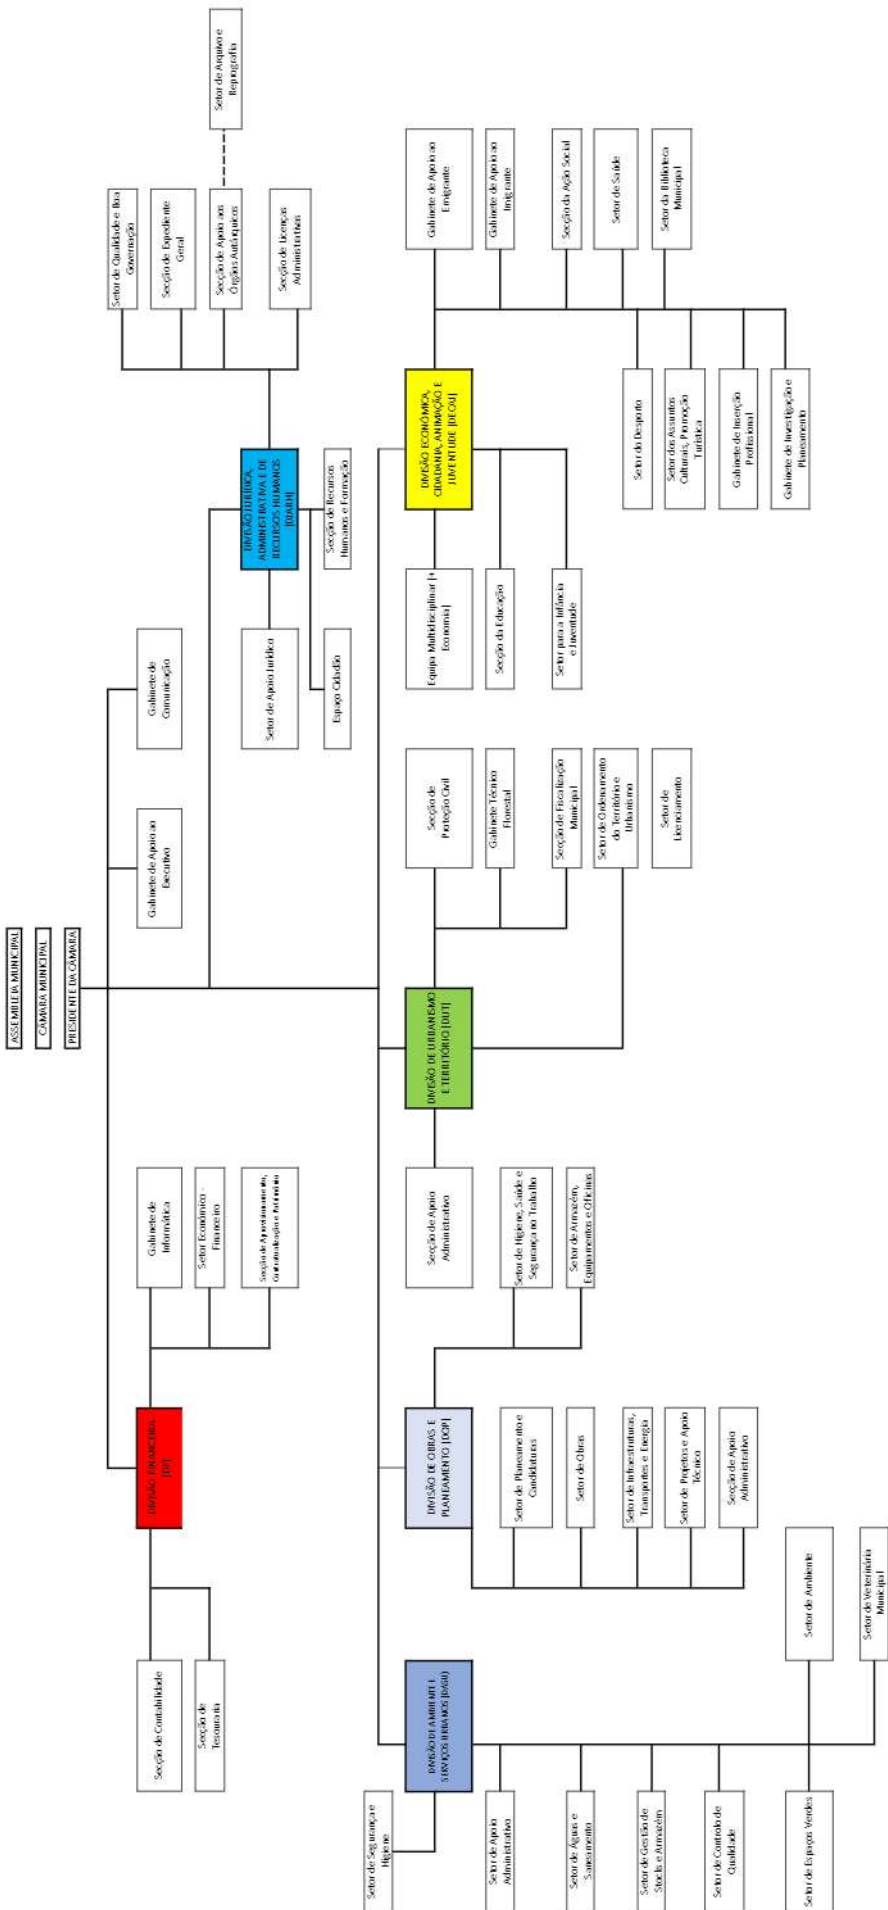 ASSEMBLEIA MUNICIPAL
CÂMARA MUNICIPAL
PRESIDENTE DA CÂMARA
Gabinete de Apoio ao
Executivo
Gabinete de
Comunicação
DIVISÃO FINANCEIRA
[DF]
Secção de Contabilidade
Secção de
Tesouraria
Gabinete de
Informática
Setor Económico -
Financeiro
Secção de Aprovisionamento,
Contratualização e Património
DIVISÃO JURÍDICA,
ADMINISTRATIVA E DE
RECURSOS HUMANOS
[DJARH]
Setor de Apoio Jurídico
Espaço Cidadão
Secção de Recursos
Humanos e Formação
Setor de Qualidade e Boa
Governação
Secção de Expediente
Geral
Secção de Apoio aos
Órgãos Autárquicos
Secção de Licenças
Administrativas
Setor de Arquivo e
Reprografia
DIVISÃO DE AMBIENTE E
SERVIÇOS URBANOS [DASU]
Setor de Segurança e
Higiene
Setor de Apoio
Administrativo
Setor de Águas e
Saneamento
Setor de Gestão de
Stocks e Armazém
Setor de Controlo de
Qualidade
Setor de Espaços Verdes
Setor de Ambiente
Setor de Veterinária
Municipal
DIVISÃO DE OBRAS E
PLANEAMENTO [DOP]
Setor de Planeamento e
Candidaturas
Setor de Obras
Setor de Infraestruturas,
Transportes e Energia
Setor de Projetos e Apoio
Técnico
Secção de Apoio
Administrativo
Setor de Higiene, Saúde e
Segurança no Trabalho
Setor de Armazém,
Equipamentos e Oficinas
DIVISÃO DE URBANISMO
E TERRITÓRIO [DUT]
Secção de Apoio
Administrativo
Secção de
Proteção Civil
Gabinete Técnico
Florestal
Secção de Fiscalização
Municipal
Setor de Ordenamento
do Território e
Urbanismo
Setor de
Licenciamento
DIVISÃO ECONÓMICA,
CIDADANIA, ANIMAÇÃO E
JUVENTUDE [DECAJ]
Equipa Multidisciplinar [+
Economia]
Secção da Educação
Setor para a Infância
e Juventude
Setor do Desporto
Setor dos Assuntos
Culturais, Promoção
Turística
Gabinete de Inserção
Profissional
Gabinete de Investigação e
Planeamento
Gabinete de Apoio ao
Emigrante
Gabinete de Apoio ao
Imigrante
Secção da Ação Social
Setor de Saúde
Setor da Biblioteca
Municipal